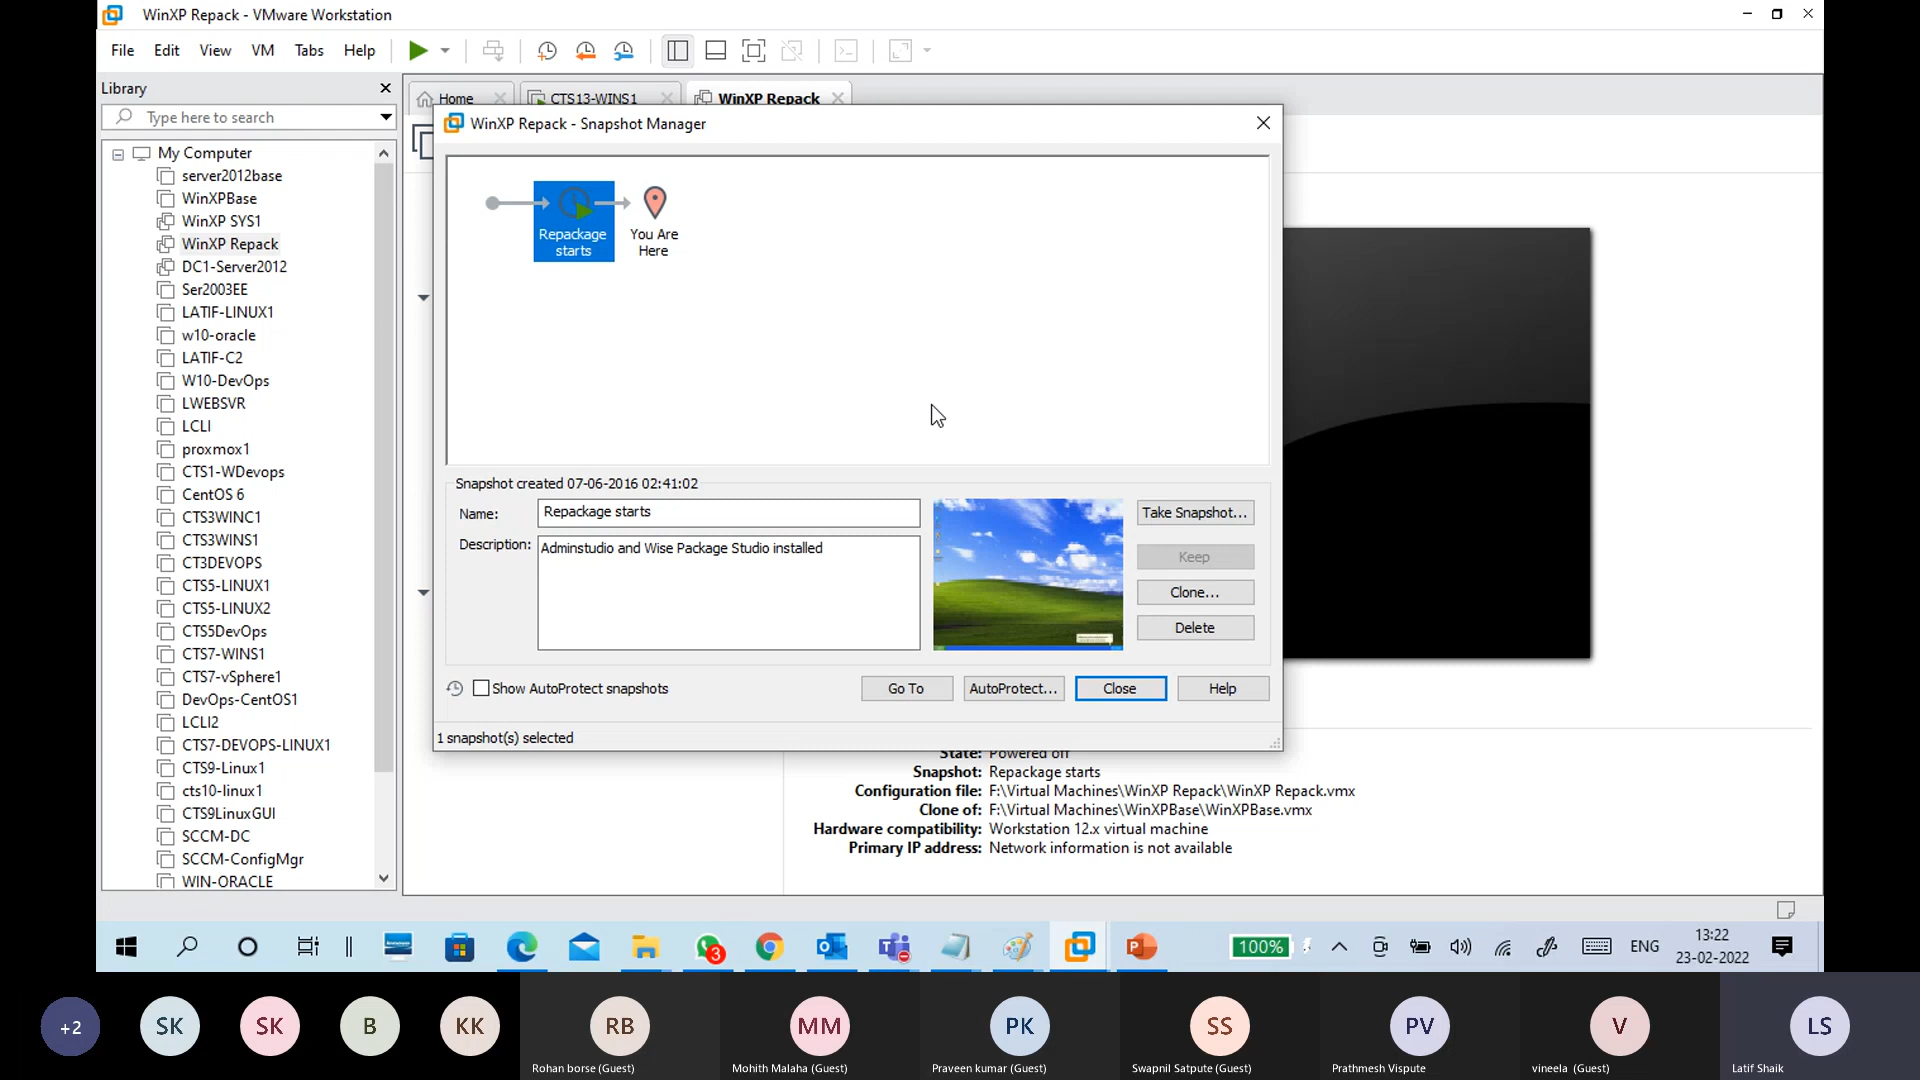 WinXP Repack - VMware Workstation
File Edit View VM Tabs Help
Library
Type here to search
My Computer
server2012base
WinXPBase
WinXP SYS1
WinXP Repack
DC1-Server2012
Ser2003EE
LATIF-LINUX1
w10-oracle
LATIF-C2
W10-DevOps
LWEBSVR
LCLI
proxmox1
CTS1-WDevops
CentOS 6
CTS3WINC1
CTS3WINS1
CT3DEVOPS
CTS5-LINUX1
CTS5-LINUX2
CTS5DevOps
CTS7-WINS1
CTS7-vSphere1
DevOps-CentOS1
LCLI2
CTS7-DEVOPS-LINUX1
CTS9-Linux1
cts10-linux1
CTS9LinuxGUI
SCCM-DC
SCCM-ConfigMgr
WIN-ORACLE
Home CTS13-WINS1 WinXP Repack
WinXP Repack - Snapshot Manager
Repackage
starts
You Are
Here
Snapshot created 07-06-2016 02:41:02
Name: Repackage starts
Description: Adminstudio and Wise Package Studio installed
Take Snapshot...
Keep
Clone...
Delete
Show AutoProtect snapshots
Go To AutoProtect... Close Help
1 snapshot(s) selected
State: Powered off
Snapshot: Repackage starts
Configuration file: F:\Virtual Machines\WinXP Repack\WinXP Repack.vmx
Clone of: F:\Virtual Machines\WinXPBase\WinXPBase.vmx
Hardware compatibility: Workstation 12.x virtual machine
Primary IP address: Network information is not available
3
100%
ENG
13:22
23-02-2022
+2 SK SK B KK RB MM PK SS PV V LS
Rohan borse (Guest) Mohith Malaha (Guest) Praveen kumar (Guest) Swapnil Satpute (Guest) Prathmesh Vispute vineela (Guest) Latif Shaik